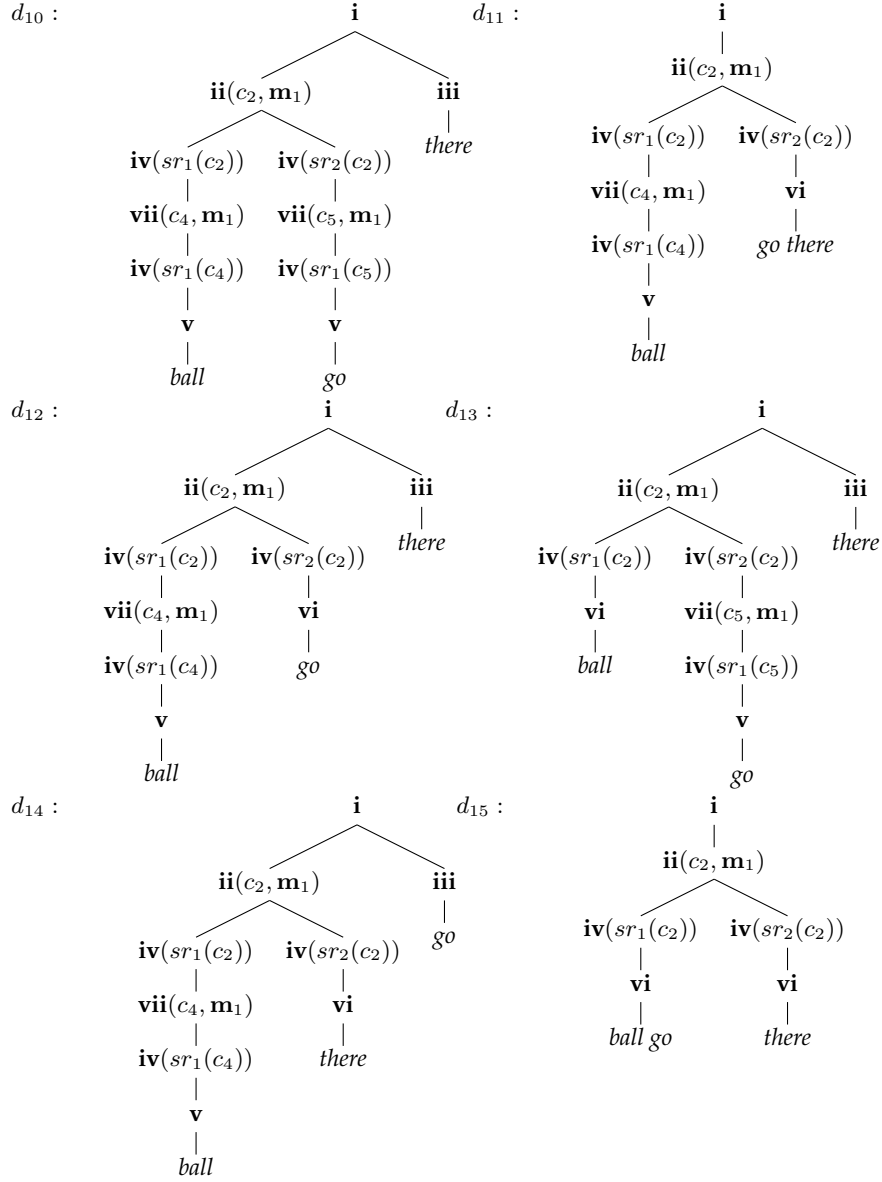 d₁₀ : i d₁₁ : i
ii(c₂, m₁)
ii(c₂, m₁) iii
there
iv(sr₁(c₂)) iv(sr₂(c₂))
iv(sr₁(c₂)) iv(sr₂(c₂))
vii(c₄, m₁) vi
vii(c₄, m₁) vii(c₅, m₁)
iv(sr₁(c₄)) go there
iv(sr₁(c₄)) iv(sr₁(c₅))
v
v v
ball
ball go
d₁₂ : i d₁₃ : i
ii(c₂, m₁) iii ii(c₂, m₁) iii
there there
iv(sr₁(c₂)) iv(sr₂(c₂)) iv(sr₁(c₂)) iv(sr₂(c₂))
vii(c₄, m₁) vi vi vii(c₅, m₁)
iv(sr₁(c₄)) go ball iv(sr₁(c₅))
v v
ball go
d₁₄ : i d₁₅ : i
ii(c₂, m₁)
ii(c₂, m₁) iii
go
iv(sr₁(c₂)) iv(sr₂(c₂))
iv(sr₁(c₂)) iv(sr₂(c₂))
vi vi
vii(c₄, m₁) vi
ball go there
iv(sr₁(c₄)) there
v
ball